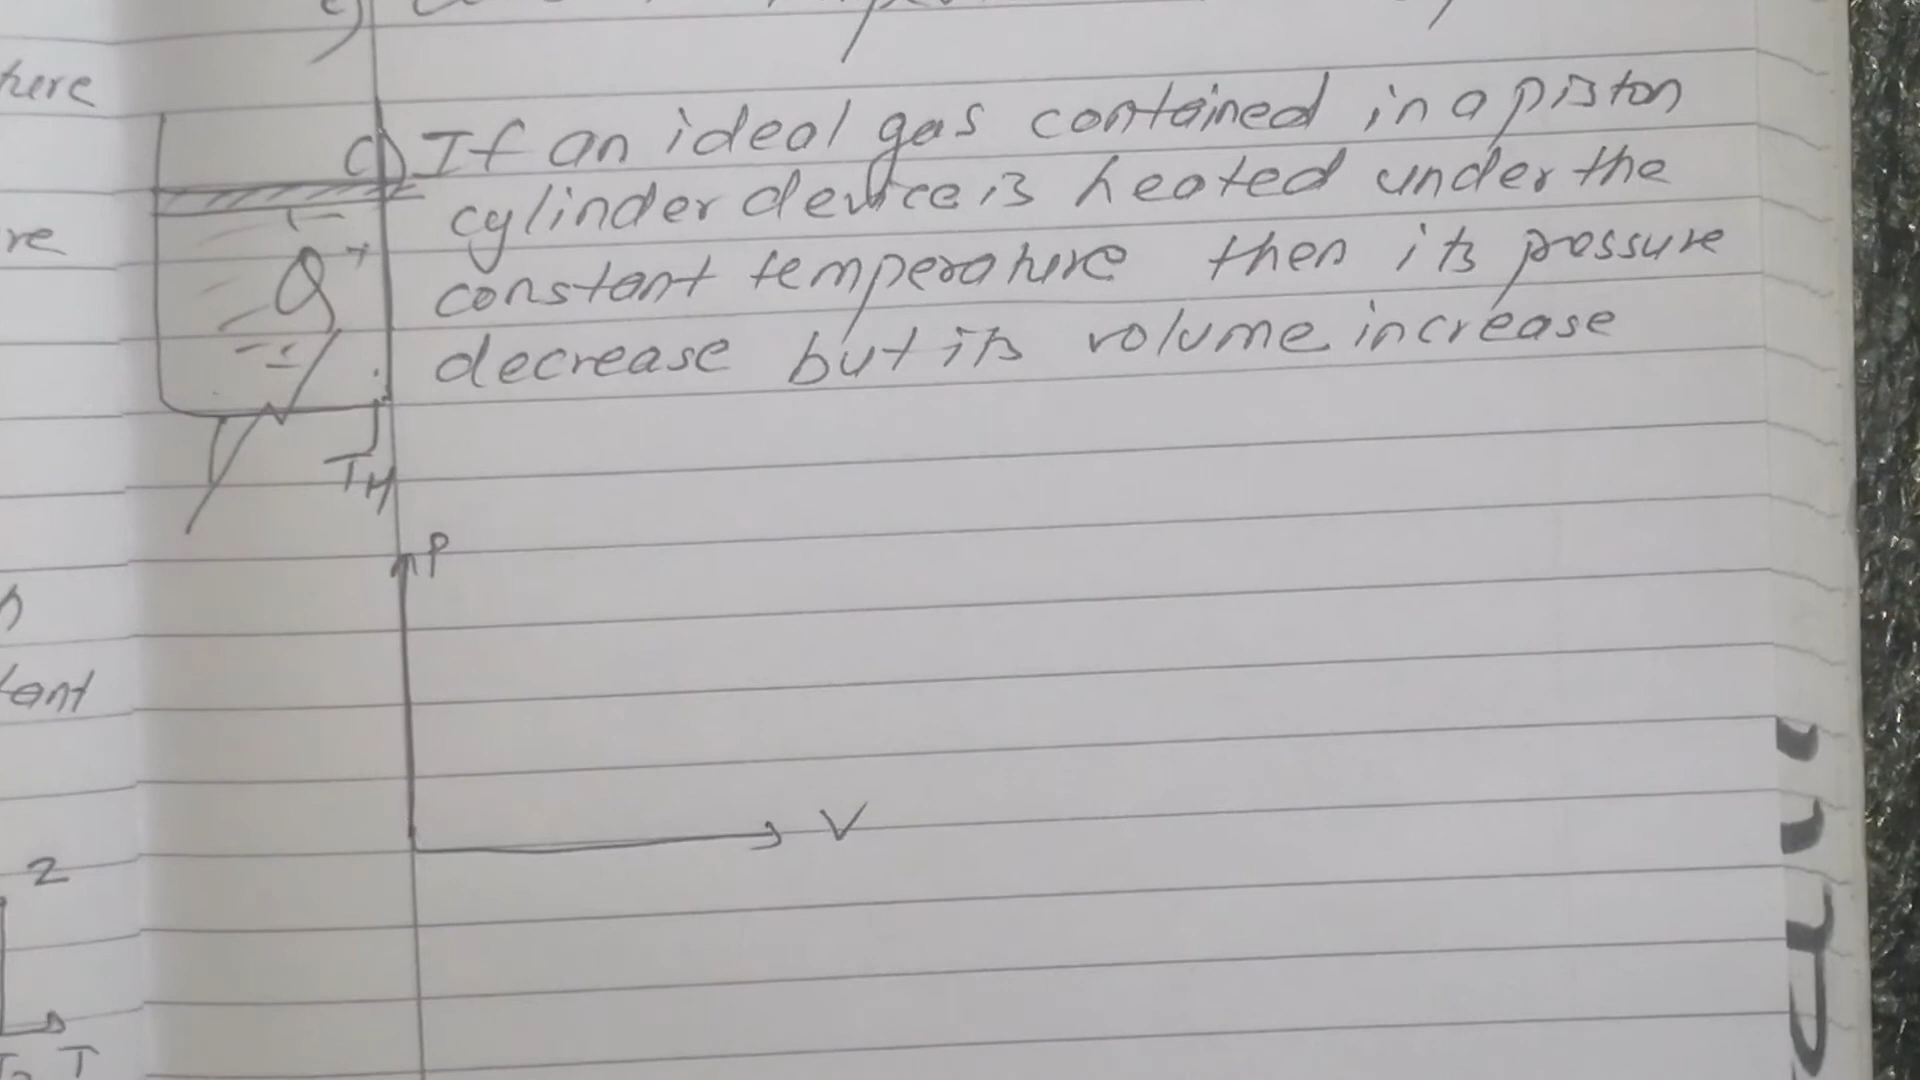 ture
re
tant
2
T
c) If an ideal gas contained in a piston
cylinder device is heated under the
constant temperature then its pressure
decrease but its volume increase
Q+
TH
P
V